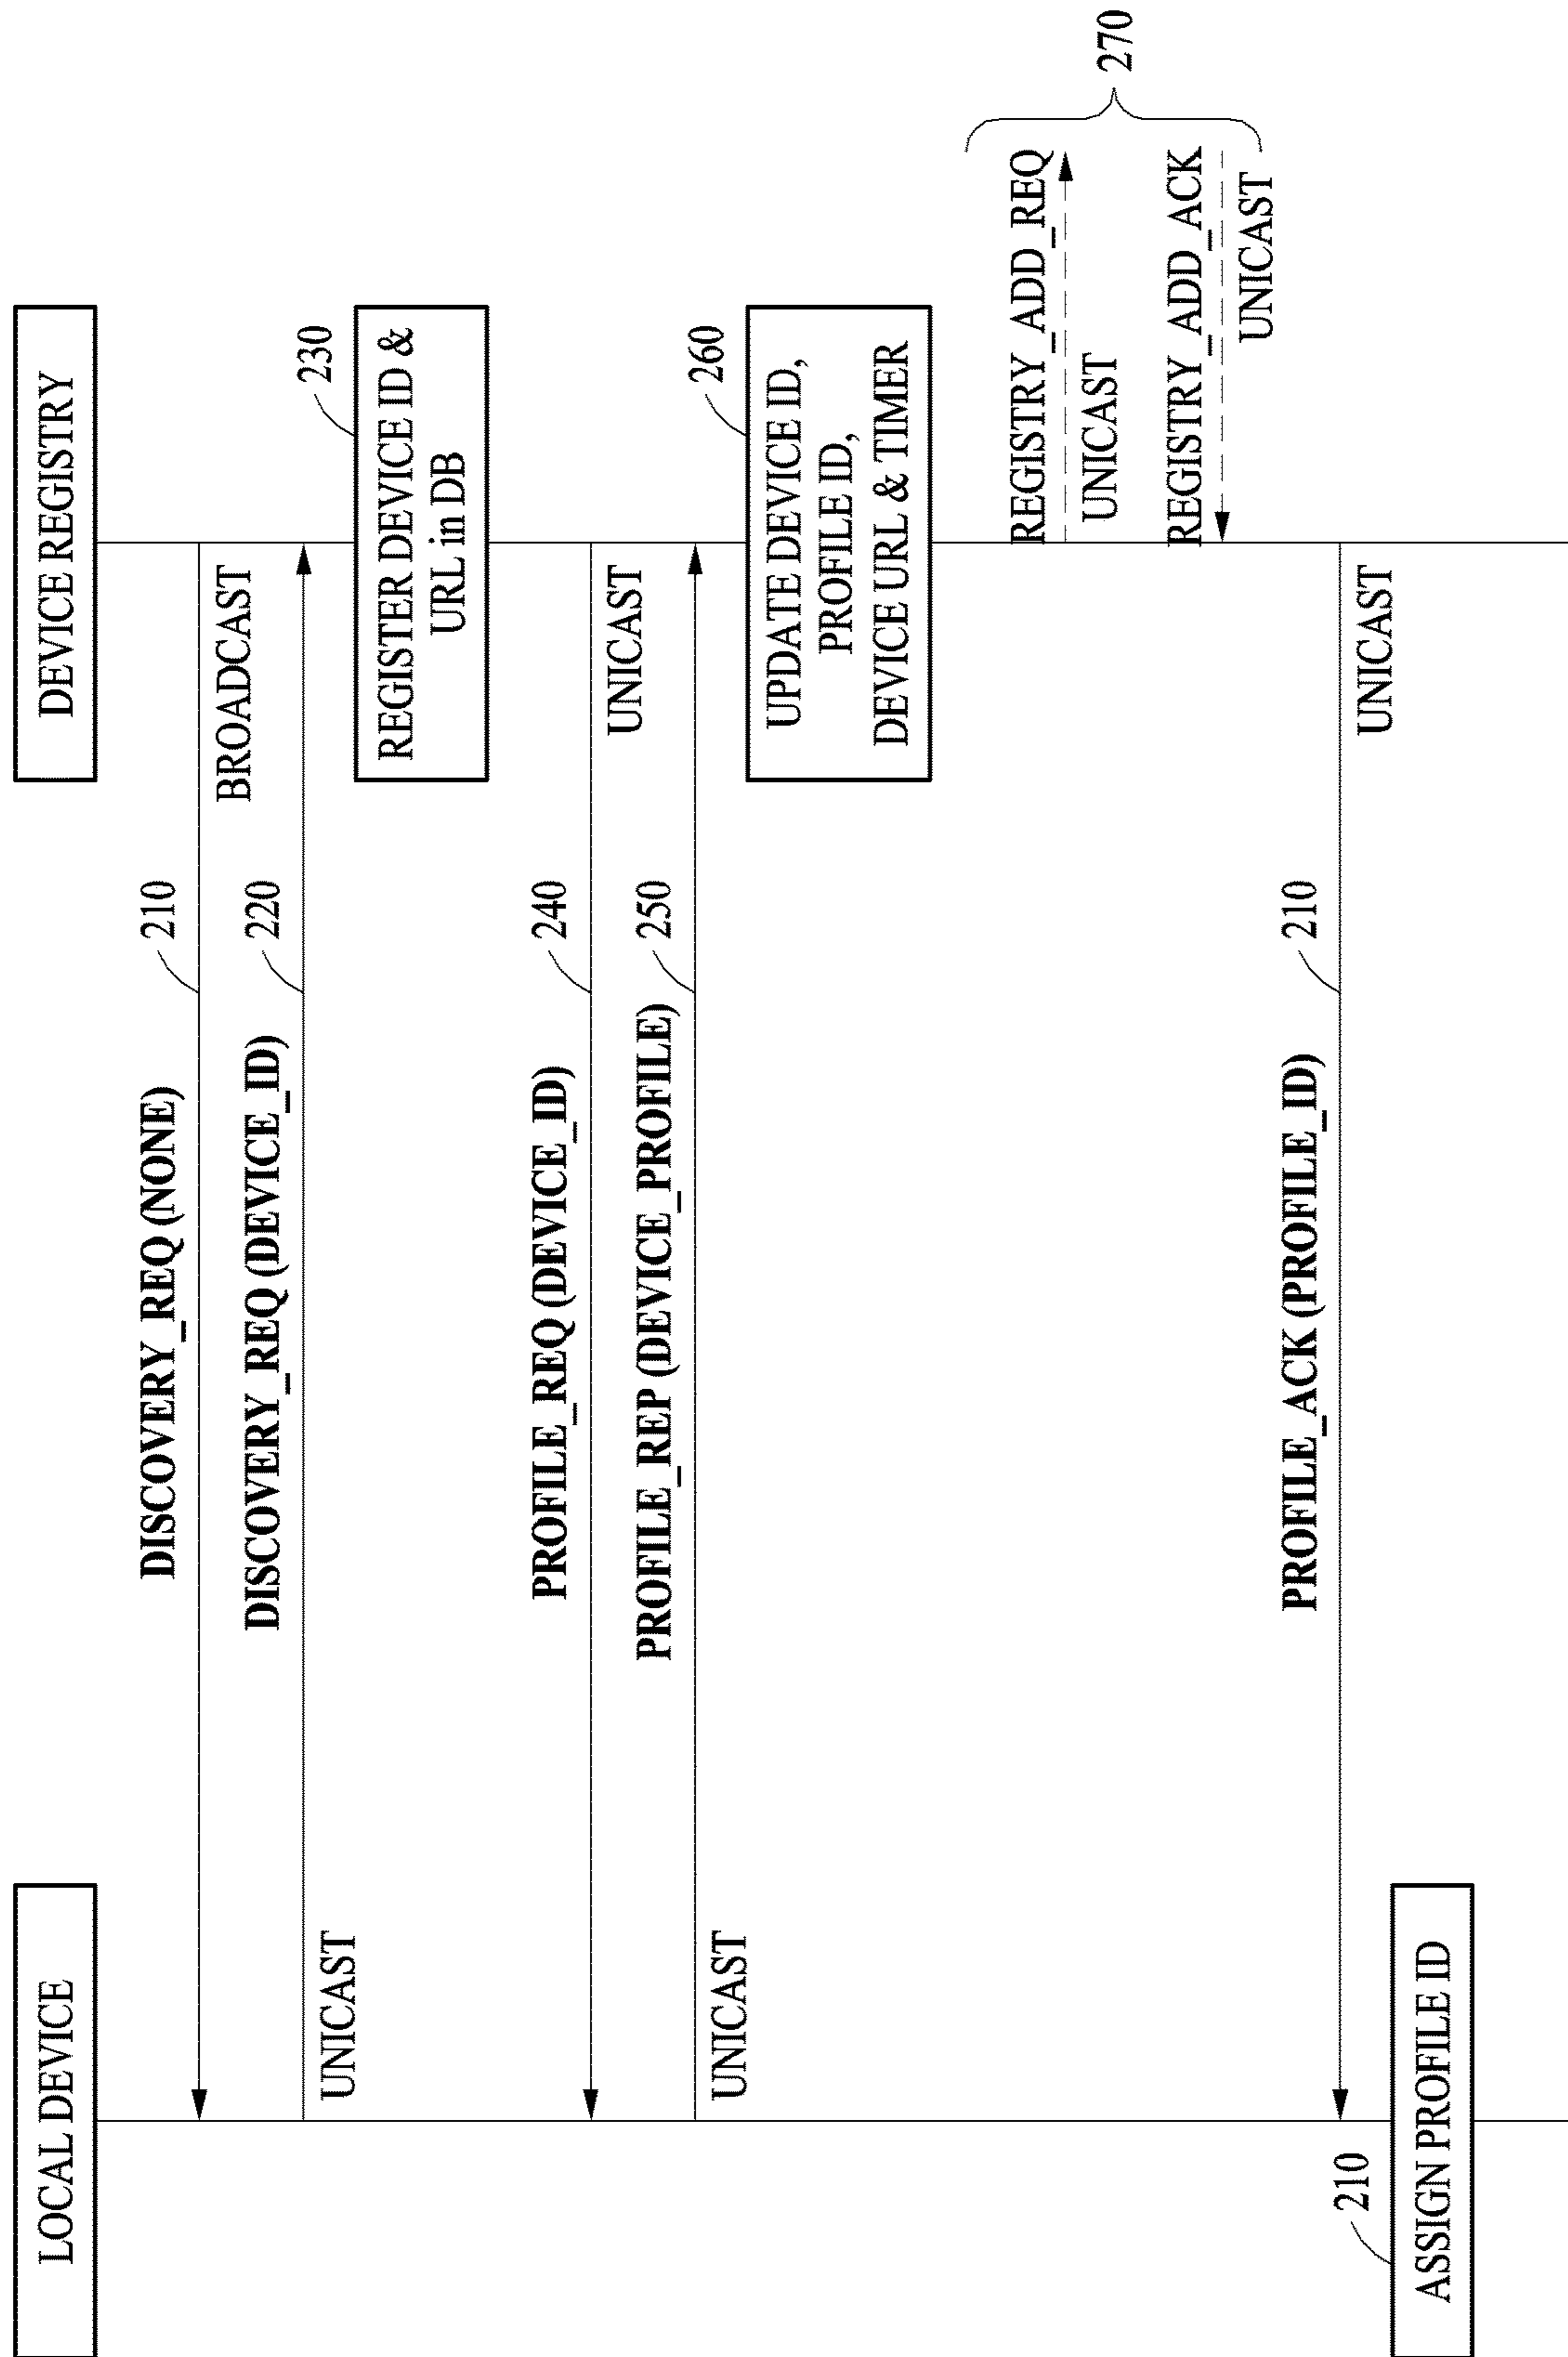 LOCAL DEVICE
DEVICE REGISTRY
DISCOVERY_REQ (NONE)
210
BROADCAST
DISCOVERY_REQ (DEVICE_ID)
220
UNICAST
230
REGISTER DEVICE ID &
URL in DB
PROFILE_REQ (DEVICE_ID)
240
UNICAST
PROFILE_REP (DEVICE_PROFILE)
250
UNICAST
260
UPDATE DEVICE ID,
PROFILE ID,
DEVICE URL & TIMER
REGISTRY_ADD_REQ
UNICAST
270
REGISTRY_ADD_ACK
UNICAST
PROFILE_ACK (PROFILE_ID)
210
UNICAST
210
ASSIGN PROFILE ID